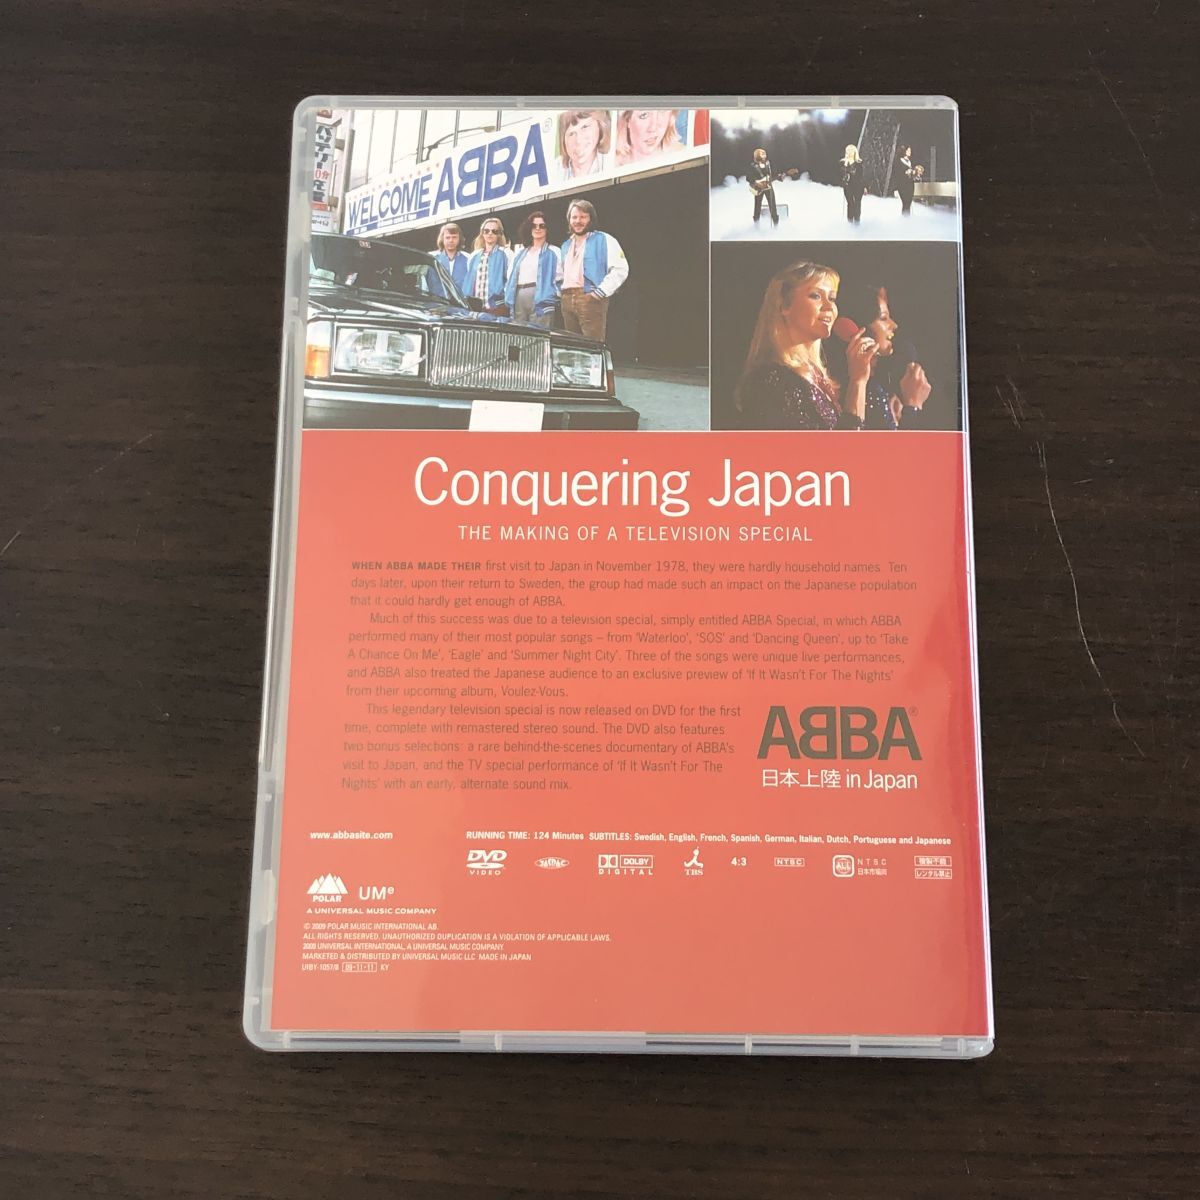 WELCOME ABBA®
Conquering Japan
THE MAKING OF A TELEVISION SPECIAL
WHEN ABBA MADE THEIR first visit to Japan in November 1978, they were hardly household names. Ten
days later, upon their return to Sweden, the group had made such an impact on the Japanese population
that it could hardly get enough of ABBA.
Much of this success was due to a television special, simply entitled ABBA Special, in which ABBA
performed many of their most popular songs – from 'Waterloo', 'SOS' and 'Dancing Queen', up to 'Take
A Chance On Me', 'Eagle' and 'Summer Night City'. Three of the songs were unique live performances,
and ABBA also treated the Japanese audience to an exclusive preview of 'If It Wasn't For The Nights'
from their upcoming album, Voulez-Vous.
This legendary television special is now released on DVD for the first
time, complete with remastered stereo sound. The DVD also features
two bonus selections: a rare behind-the-scenes documentary of ABBA's
visit to Japan, and the TV special performance of 'If It Wasn't For The
Nights' with an early, alternate sound mix.
ABBA®
日本上陸 in Japan
www.abbasite.com
RUNNING TIME: 124 Minutes SUBTITLES: Swedish, English, French, Spanish, German, Italian, Dutch, Portuguese and Japanese
DVD VIDEO
JASRAC
DOLBY DIGITAL
TBS
4:3
NTSC
ALL
NTSC
日本市場向
複製不能
レンタル禁止
POLAR
UMe
A UNIVERSAL MUSIC COMPANY
© 2009 POLAR MUSIC INTERNATIONAL AB.
ALL RIGHTS RESERVED. UNAUTHORIZED DUPLICATION IS A VIOLATION OF APPLICABLE LAWS.
2009 UNIVERSAL INTERNATIONAL, A UNIVERSAL MUSIC COMPANY
MARKETED & DISTRIBUTED BY UNIVERSAL MUSIC LLC MADE IN JAPAN
UIBY-1057/8 09-11-11 KY